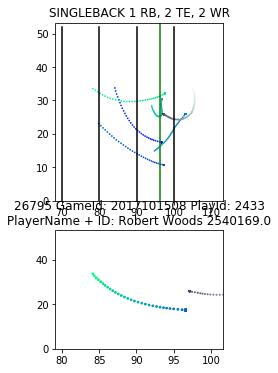 SINGLEBACK 1 RB, 2 TE, 2 WR
50
40
30
20
10
0
70 80 90 100 110
26795 GameId: 2017101508 PlayId: 2433
PlayerName + ID: Robert Woods 2540169.0
40
20
0
80 85 90 95 100